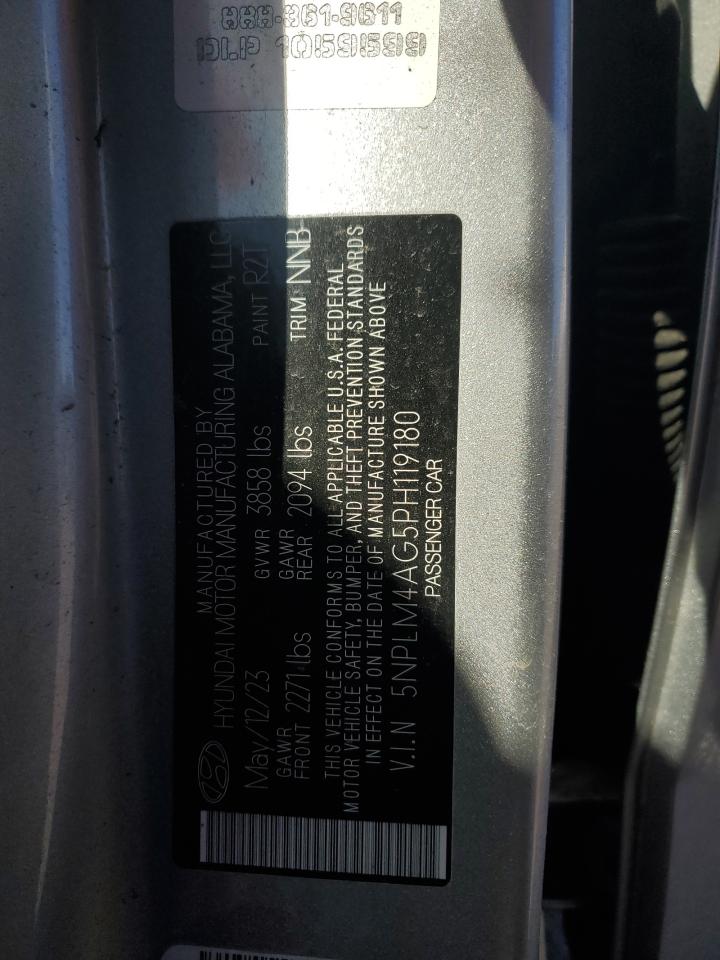 888-861-9611
DLP 1059699
MANUFACTURED BY
HYUNDAI MOTOR MANUFACTURING ALABAMA, LLC
May/12/23 GVWR 3858 lbs PAINT R2T
GAWR FRONT 2271 lbs GAWR REAR 2094 lbs TRIM NNB
THIS VEHICLE CONFORMS TO ALL APPLICABLE U.S.A. FEDERAL
MOTOR VEHICLE SAFETY, BUMPER, AND THEFT PREVENTION STANDARDS
IN EFFECT ON THE DATE OF MANUFACTURE SHOWN ABOVE
V.I.N 5NPLM4AG5PH119180
PASSENGER CAR